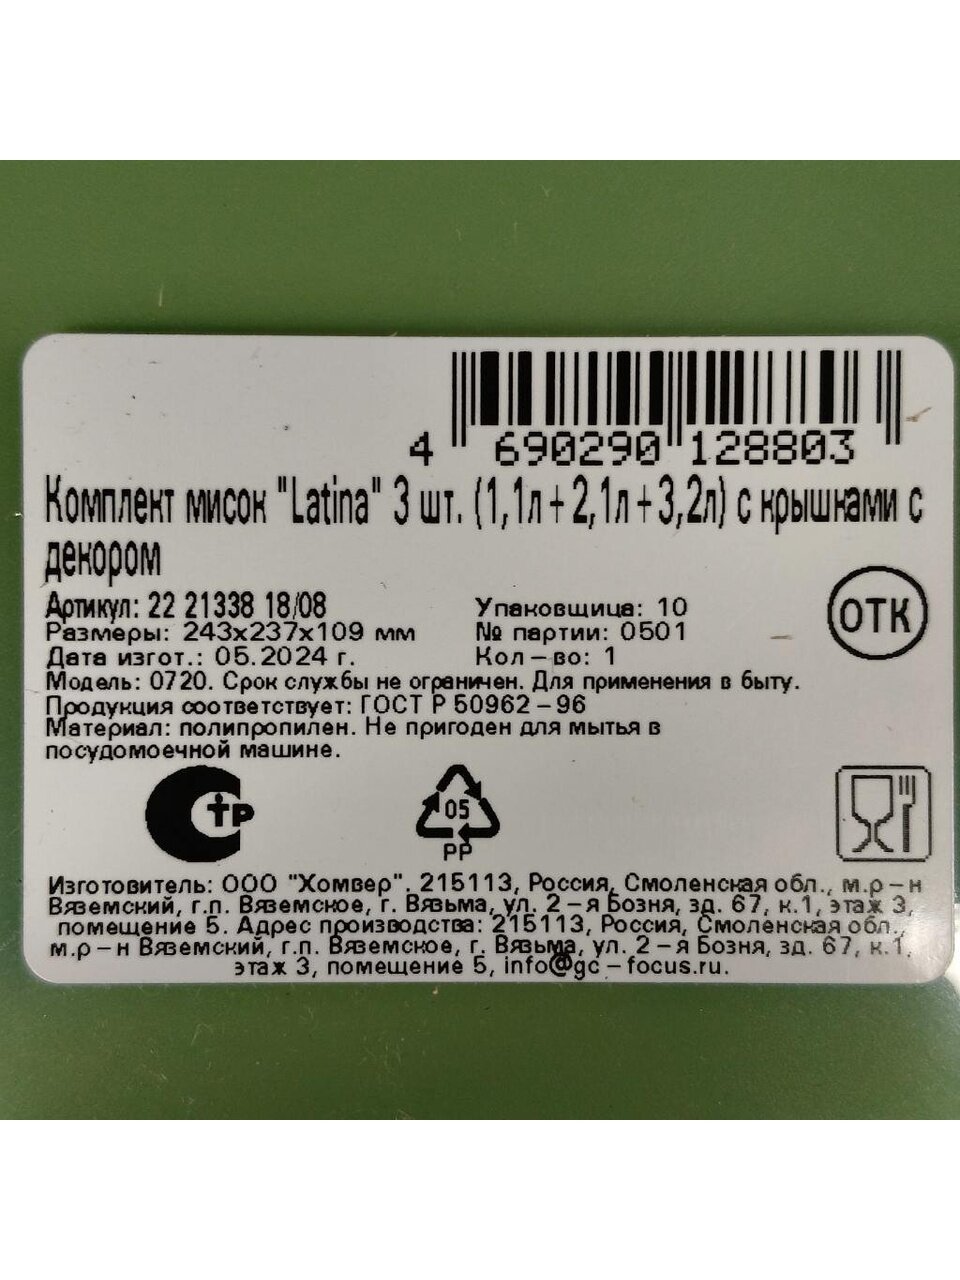 4 690290 128803
Комплект мисок "Latina" 3 шт. (1,1л+2,1л+3,2л) с крышками с
декором
Артикул: 22 21338 18/08
Размеры: 243x237x109 мм
Дата изгот.: 05.2024 г.
Упаковщица: 10
№ партии: 0501
Кол-во: 1
ОТК
Модель: 0720. Срок службы не ограничен. Для применения в быту.
Продукция соответствует: ГОСТ Р 50962-96
Материал: полипропилен. Не пригоден для мытья в
посудомоечной машине.
СТР
05
PP
Изготовитель: ООО "Хомвер". 215113, Россия, Смоленская обл., м.р-н
Вяземский, г.п. Вяземское, г. Вязьма, ул. 2-я Бозня, зд. 67, к.1, этаж 3,
помещение 5. Адрес производства: 215113, Россия, Смоленская обл.,
м.р-н Вяземский, г.п. Вяземское, г. Вязьма, ул. 2-я Бозня, зд. 67, к.1,
этаж 3, помещение 5, info@gc-focus.ru.